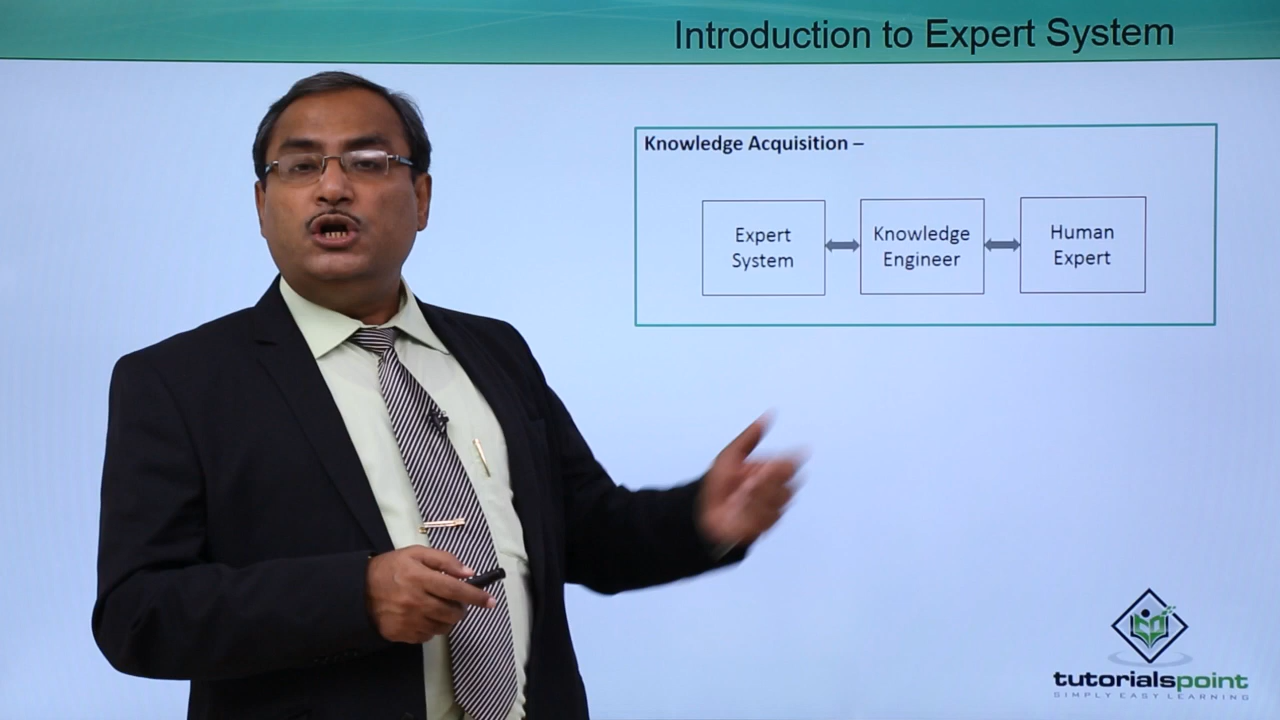 Introduction to Expert System
Knowledge Acquisition –
Expert
System
Knowledge
Engineer
Human
Expert
tutorialspoint
SIMPLY EASY LEARNING